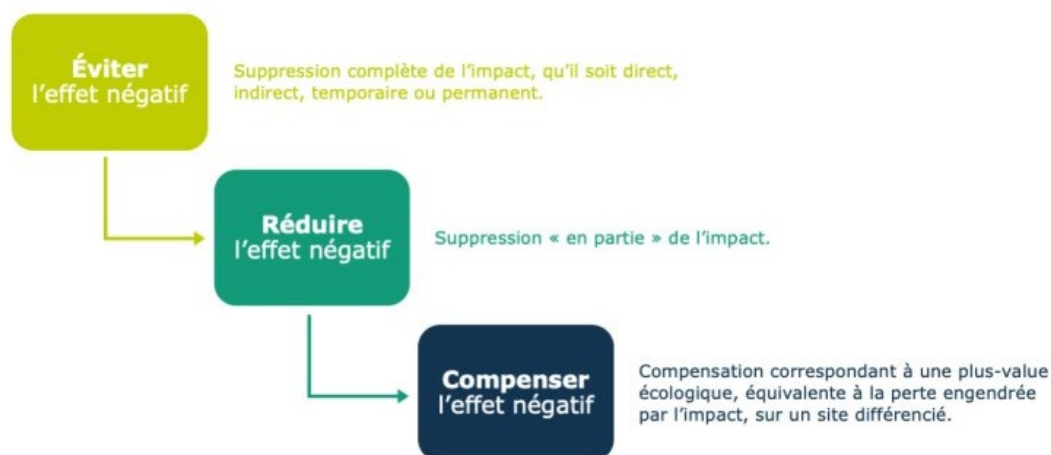 Éviter
l'effet négatif
Suppression complète de l'impact, qu'il soit direct,
indirect, temporaire ou permanent.
Réduire
l'effet négatif
Suppression « en partie » de l'impact.
Compenser
l'effet négatif
Compensation correspondant à une plus-value
écologique, équivalente à la perte engendrée
par l'impact, sur un site différencié.